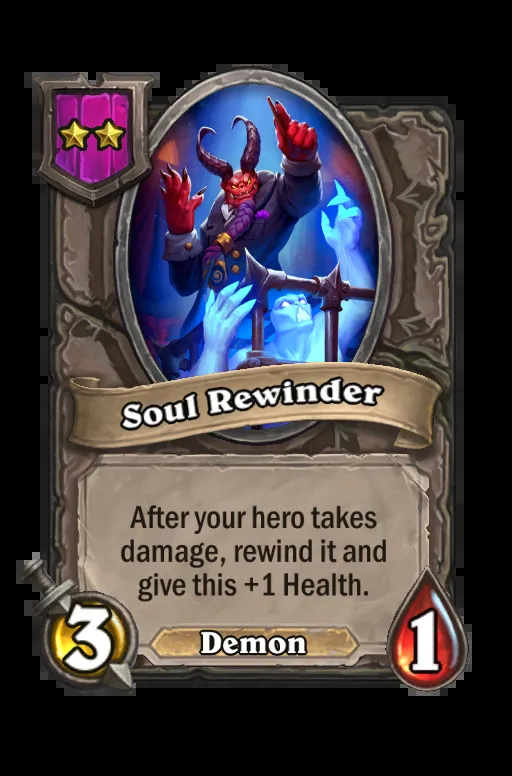 Soul Rewinder
After your hero takes
damage, rewind it and
give this +1 Health.
3
Demon
1